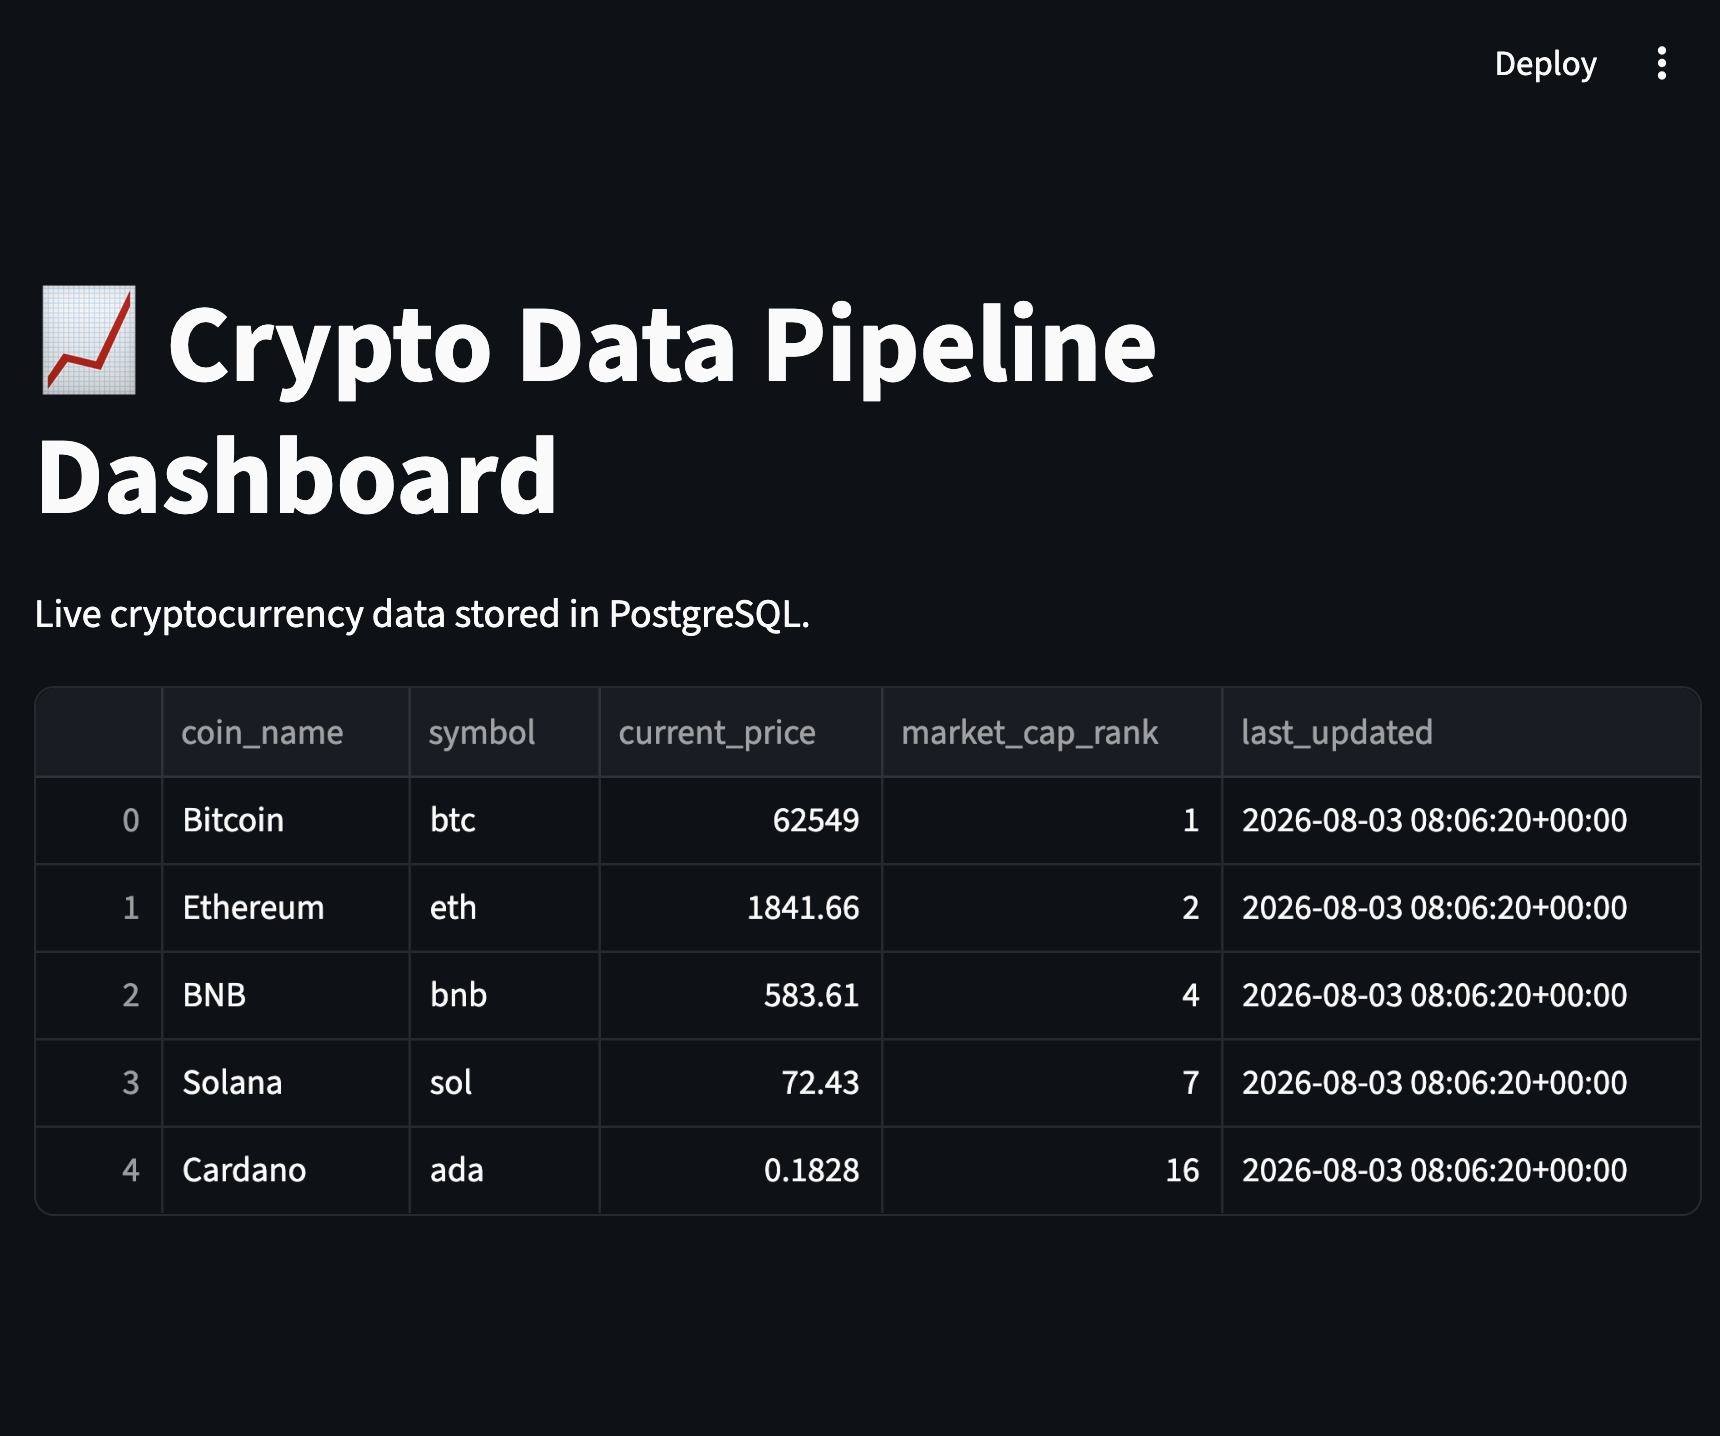 Deploy
Crypto Data Pipeline
Dashboard
Live cryptocurrency data stored in PostgreSQL.
coin_name symbol current_price market_cap_rank last_updated
0 Bitcoin btc 62549 1 2026-08-03 08:06:20+00:00
1 Ethereum eth 1841.66 2 2026-08-03 08:06:20+00:00
2 BNB bnb 583.61 4 2026-08-03 08:06:20+00:00
3 Solana sol 72.43 7 2026-08-03 08:06:20+00:00
4 Cardano ada 0.1828 16 2026-08-03 08:06:20+00:00